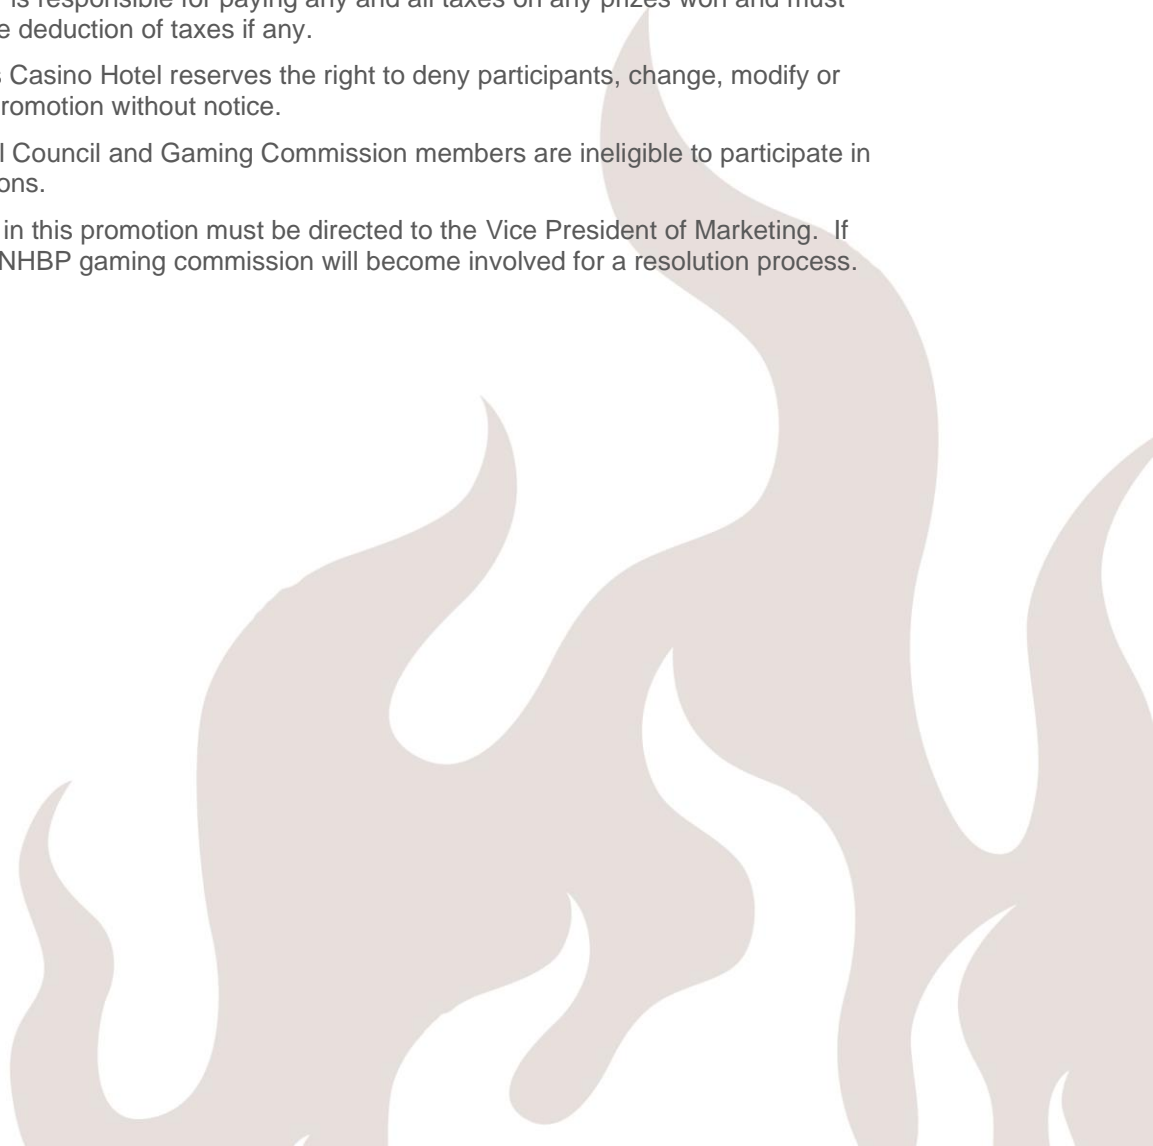 is responsible for paying any and all taxes on any prizes won and must
e deduction of taxes if any.
s Casino Hotel reserves the right to deny participants, change, modify or
romotion without notice.
l Council and Gaming Commission members are ineligible to participate in
ons.
in this promotion must be directed to the Vice President of Marketing.  If
NHBP gaming commission will become involved for a resolution process.